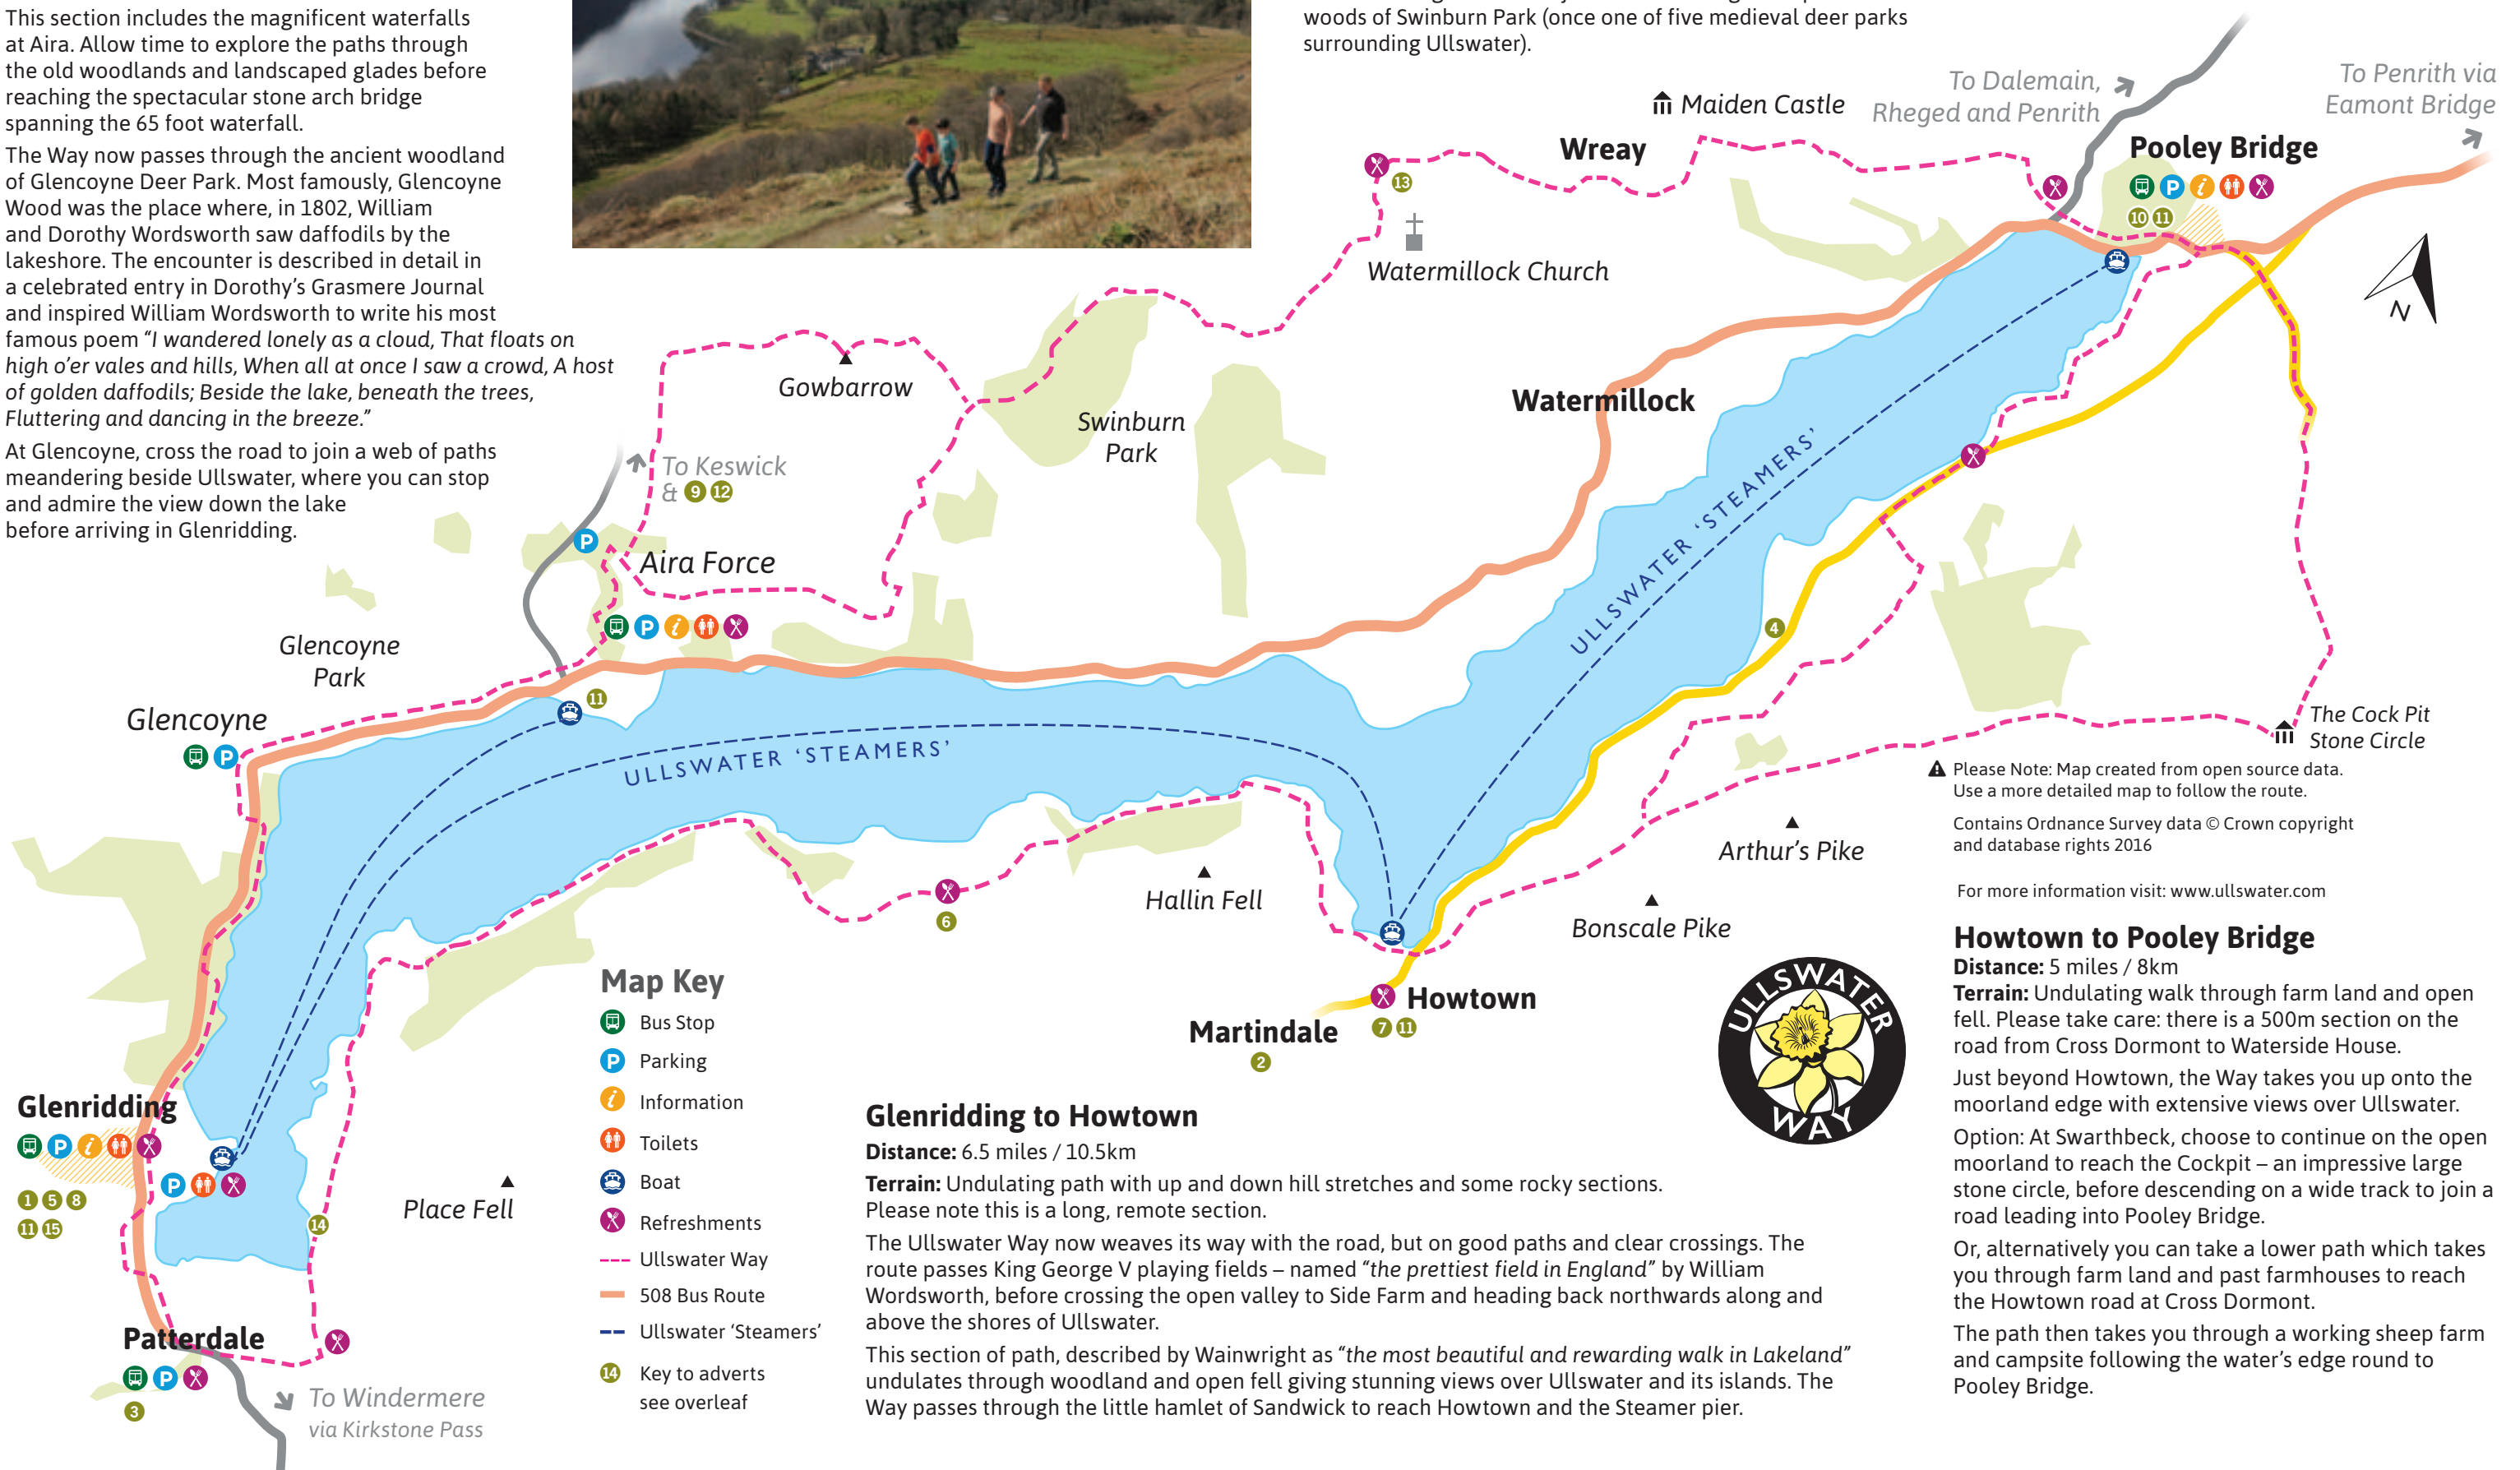 This section includes the magnificent waterfalls
at Aira. Allow time to explore the paths through
the old woodlands and landscaped glades before
reaching the spectacular stone arch bridge
spanning the 65 foot waterfall.
The Way now passes through the ancient woodland
of Glencoyne Deer Park. Most famously, Glencoyne
Wood was the place where, in 1802, William
and Dorothy Wordsworth saw daffodils by the
lakeshore. The encounter is described in detail in
a celebrated entry in Dorothy’s Grasmere Journal
and inspired William Wordsworth to write his most
famous poem “I wandered lonely as a cloud, That floats on
high o’er vales and hills, When all at once I saw a crowd, A host
of golden daffodils; Beside the lake, beneath the trees,
Fluttering and dancing in the breeze.”
At Glencoyne, cross the road to join a web of paths
meandering beside Ullswater, where you can stop
and admire the view down the lake
before arriving in Glenridding.
woods of Swinburn Park (once one of five medieval deer parks
surrounding Ullswater).
To Dalemain,
Rheged and Penrith
To Penrith via
Eamont Bridge
Maiden Castle
Wreay
Pooley Bridge
P i
10 11
13
Watermillock Church
N
Gowbarrow
Swinburn
Park
Watermillock
To Keswick
& 9 12
P
Aira Force
P i
Glencoyne
Park
Glencoyne
P
11
ULLSWATER ‘STEAMERS’
ULLSWATER ‘STEAMERS’
4
The Cock Pit
Stone Circle
Please Note: Map created from open source data.
Use a more detailed map to follow the route.
Contains Ordnance Survey data © Crown copyright
and database rights 2016
For more information visit: www.ullswater.com
Arthur’s Pike
Bonscale Pike
Hallin Fell
6
Howtown
7 11
Martindale
2
Glenridding
P i
P
1 5 8
11 15
14
Place Fell
Patterdale
P
3
To Windermere
via Kirkstone Pass
Map Key
Bus Stop
P Parking
i Information
Toilets
Boat
Refreshments
Ullswater Way
508 Bus Route
Ullswater ‘Steamers’
14 Key to adverts
see overleaf
ULLSWATER
WAY
Glenridding to Howtown
Distance: 6.5 miles / 10.5km
Terrain: Undulating path with up and down hill stretches and some rocky sections.
Please note this is a long, remote section.
The Ullswater Way now weaves its way with the road, but on good paths and clear crossings. The
route passes King George V playing fields – named “the prettiest field in England” by William
Wordsworth, before crossing the open valley to Side Farm and heading back northwards along and
above the shores of Ullswater.
This section of path, described by Wainwright as “the most beautiful and rewarding walk in Lakeland”
undulates through woodland and open fell giving stunning views over Ullswater and its islands. The
Way passes through the little hamlet of Sandwick to reach Howtown and the Steamer pier.
Howtown to Pooley Bridge
Distance: 5 miles / 8km
Terrain: Undulating walk through farm land and open
fell. Please take care: there is a 500m section on the
road from Cross Dormont to Waterside House.
Just beyond Howtown, the Way takes you up onto the
moorland edge with extensive views over Ullswater.
Option: At Swarthbeck, choose to continue on the open
moorland to reach the Cockpit – an impressive large
stone circle, before descending on a wide track to join a
road leading into Pooley Bridge.
Or, alternatively you can take a lower path which takes
you through farm land and past farmhouses to reach
the Howtown road at Cross Dormont.
The path then takes you through a working sheep farm
and campsite following the water’s edge round to
Pooley Bridge.